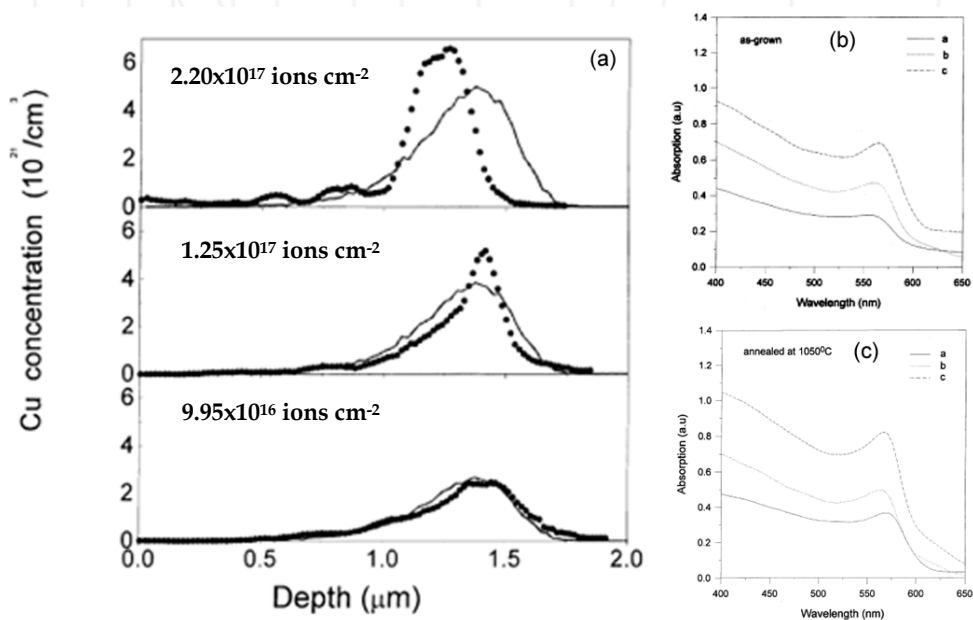 (a)
2.20x10¹⁷ ions cm⁻²
1.25x10¹⁷ ions cm⁻²
9.95x10¹⁶ ions cm⁻²
Cu concentration (10²¹/cm³)
6
4
2
0
6
4
2
0
6
4
2
0
0.0 0.5 1.0 1.5 2.0
Depth (μm)
as-grown
(b)
a
b
c
Absorption (a.u)
1.4
1.2
1.0
0.8
0.6
0.4
0.2
0.0
400 450 500 550 600 650
Wavelength (nm)
annealed at 1050⁰C
(c)
a
b
c
Absorption (a.u)
1.4
1.2
1.0
0.8
0.6
0.4
0.2
0.0
400 450 500 550 600 650
Wavelength (nm)